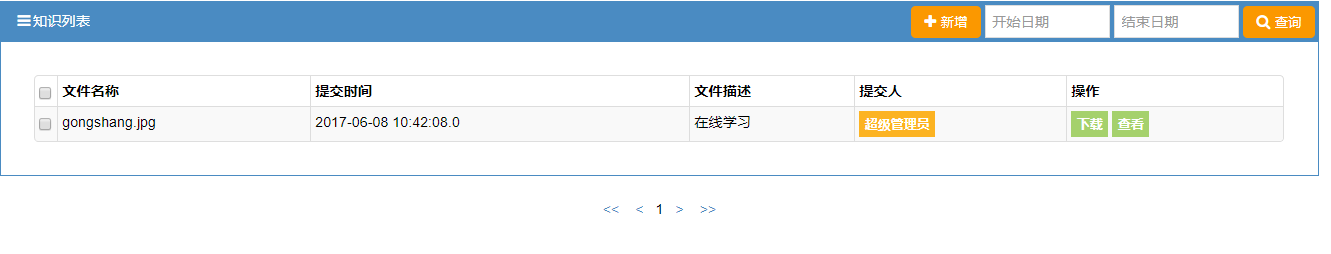 知识列表 新增 开始日期 结束日期 查询
文件名称 提交时间 文件描述 提交人 操作
gongshang.jpg 2017-06-08 10:42:08.0 在线学习 超级管理员 下载 查看
<< < 1 > >>